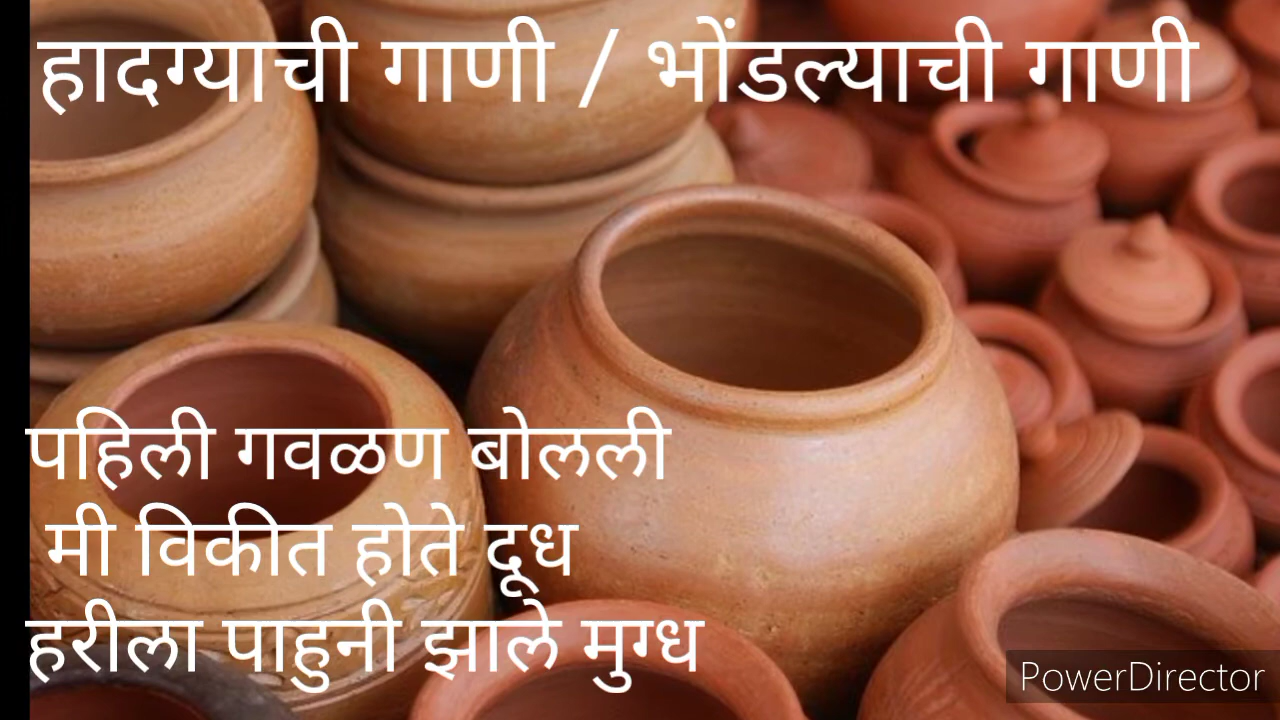 हादग्याची गाणी / भोंडल्याची गाणी
पहिली गवळण बोलली
मी विकीत होते दूध
हरीला पाहुनी झाले मुग्ध
PowerDirector